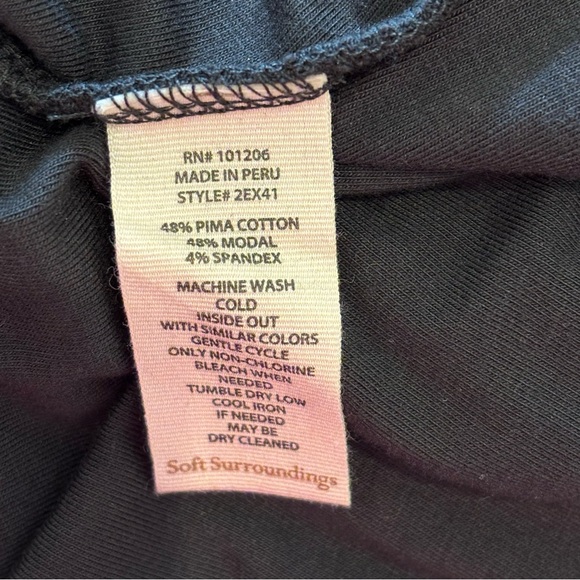 RN# 101206
MADE IN PERU
STYLE# 2EX41
48% PIMA COTTON
48% MODAL
4% SPANDEX
MACHINE WASH
COLD
INSIDE OUT
WITH SIMILAR COLORS
GENTLE CYCLE
ONLY NON-CHLORINE
BLEACH WHEN
NEEDED
TUMBLE DRY LOW
COOL IRON
IF NEEDED
MAY BE
DRY CLEANED
Soft Surroundings